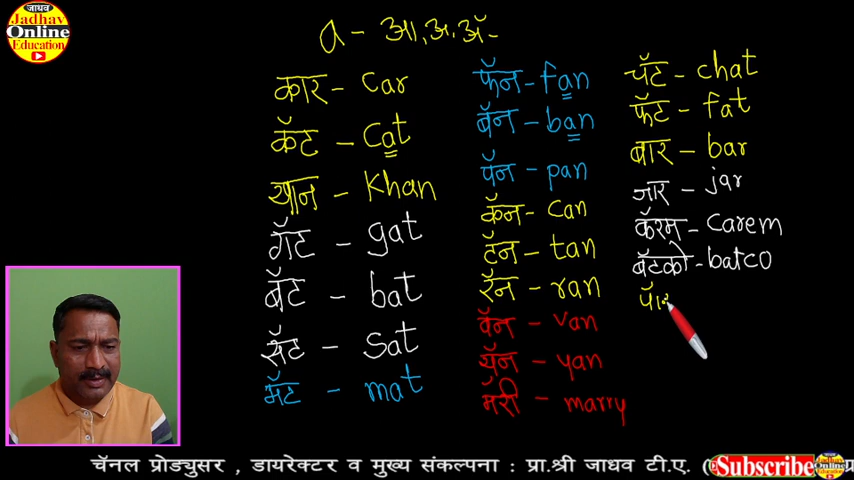 जाधव
Jadhav
Online
Education
a - आ, अ, ॲ -
कार - Car
कॅट - Cat
खान - Khan
गॅट - gat
बॅट - bat
सॅट - sat
मॅट - mat
फॅन - fan
बॅन - ban
पॅन - pan
कॅन - can
टॅन - tan
रॅन - ran
वॅन - van
यॅन - yan
मॅरी - marry
चॅट - chat
फॅट - fat
बार - bar
जार - jar
कॅरम - Carem
बॅटको - batco
चॅनल प्रोड्युसर , डायरेक्टर व मुख्य संकल्पना : प्रा.श्री जाधव टी.ए. (
Subscribe